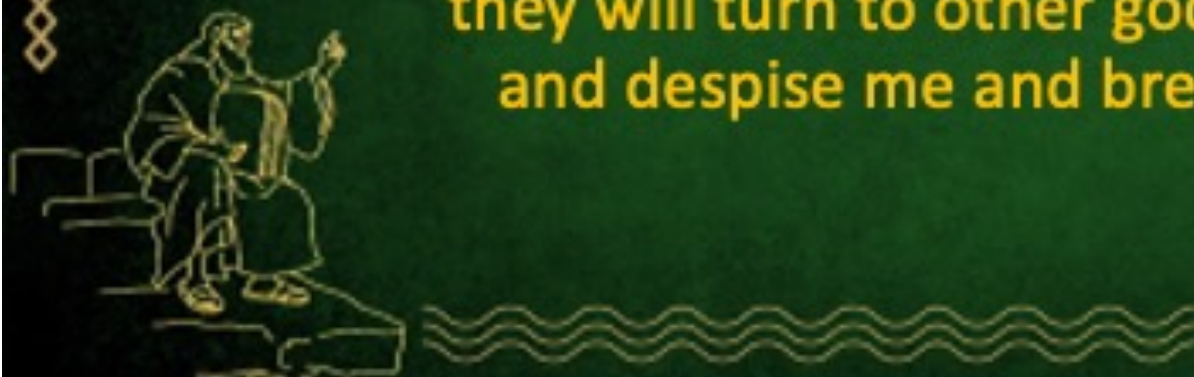 they will turn to other
and despise me and